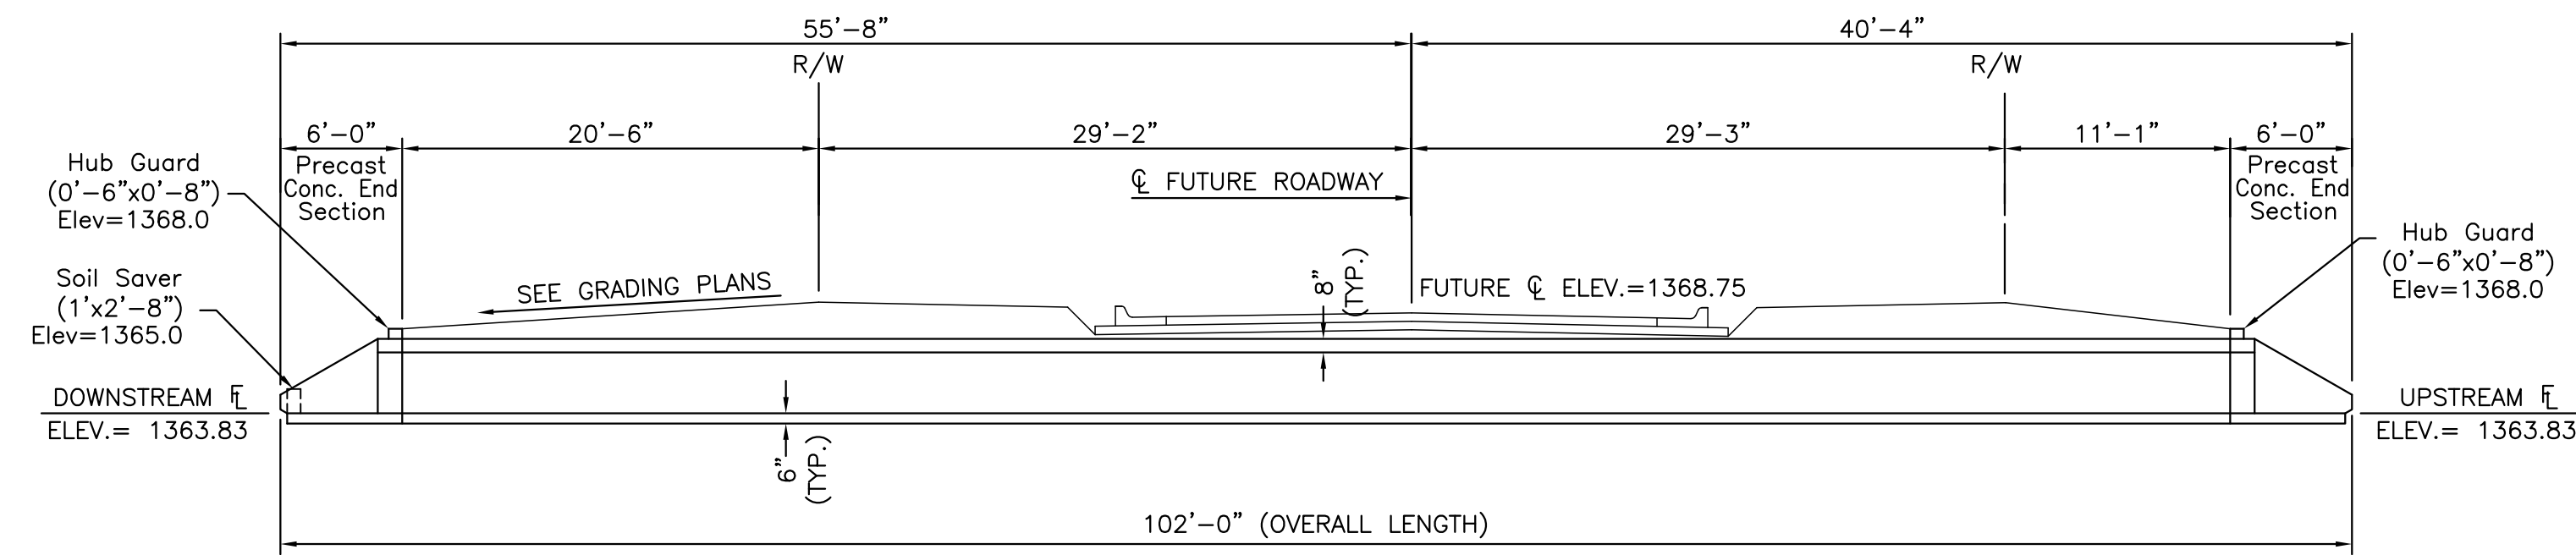 55'-8"
40'-4"
R/W
R/W
6'-0"
20'-6"
29'-2"
29'-3"
11'-1"
6'-0"
Hub Guard
(0'-6"x0'-8")
Elev=1368.0
Precast
Conc. End
Section
℄ FUTURE ROADWAY
Precast
Conc. End
Section
Hub Guard
(0'-6"x0'-8")
Elev=1368.0
Soil Saver
(1'x2'-8")
Elev=1365.0
SEE GRADING PLANS
8"
(TYP.)
FUTURE ℄ ELEV.=1368.75
DOWNSTREAM FL
ELEV.= 1363.83
UPSTREAM FL
ELEV.= 1363.83
6"
(TYP.)
102'-0" (OVERALL LENGTH)